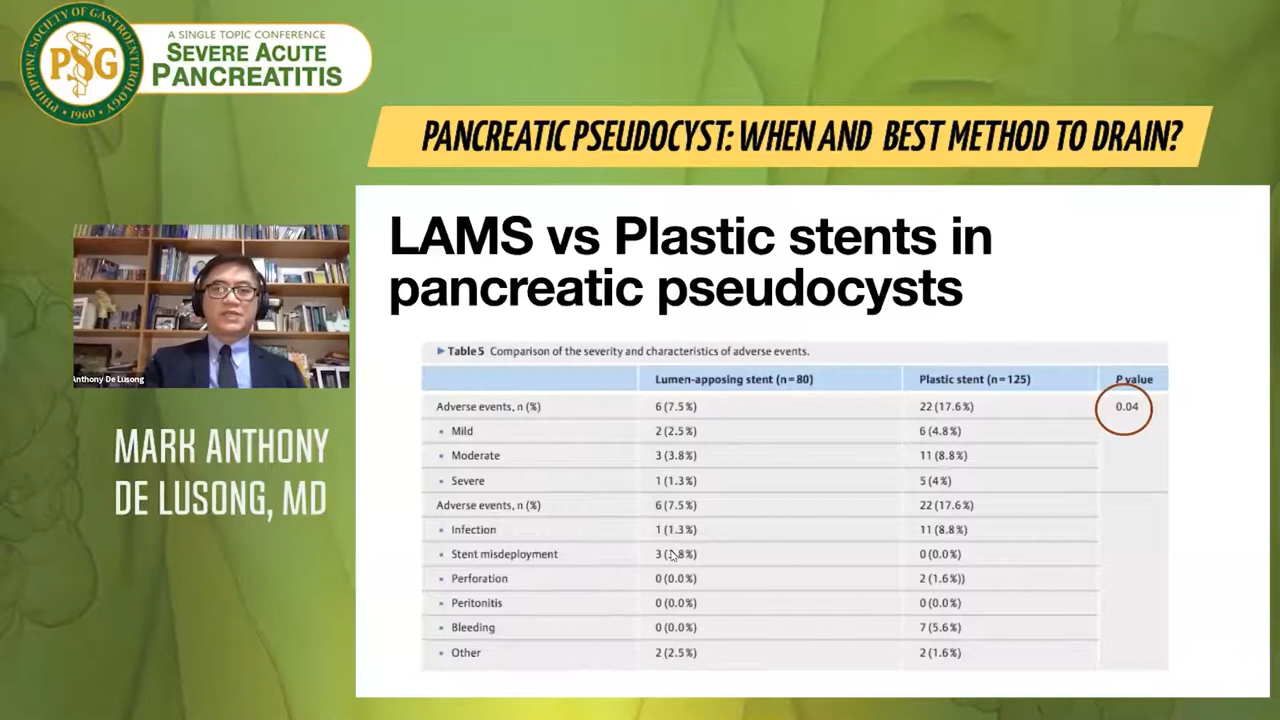 PHILIPPINE SOCIETY OF GASTROENTEROLOGY
PSG
1960
A SINGLE TOPIC CONFERENCE
SEVERE ACUTE
PANCREATITIS
PANCREATIC PSEUDOCYST: WHEN AND BEST METHOD TO DRAIN?
Anthony De Lusong
MARK ANTHONY
DE LUSONG, MD
LAMS vs Plastic stents in
pancreatic pseudocysts
Table 5 Comparison of the severity and characteristics of adverse events.
Lumen-apposing stent (n=80) Plastic stent (n=125) P value
Adverse events, n (%) 6 (7.5%) 22 (17.6%) 0.04
• Mild 2 (2.5%) 6 (4.8%)
• Moderate 3 (3.8%) 11 (8.8%)
• Severe 1 (1.3%) 5 (4%)
Adverse events, n (%) 6 (7.5%) 22 (17.6%)
• Infection 1 (1.3%) 11 (8.8%)
• Stent misdeployment 3 (3.8%) 0 (0.0%)
• Perforation 0 (0.0%) 2 (1.6%))
• Peritonitis 0 (0.0%) 0 (0.0%)
• Bleeding 0 (0.0%) 7 (5.6%)
• Other 2 (2.5%) 2 (1.6%)